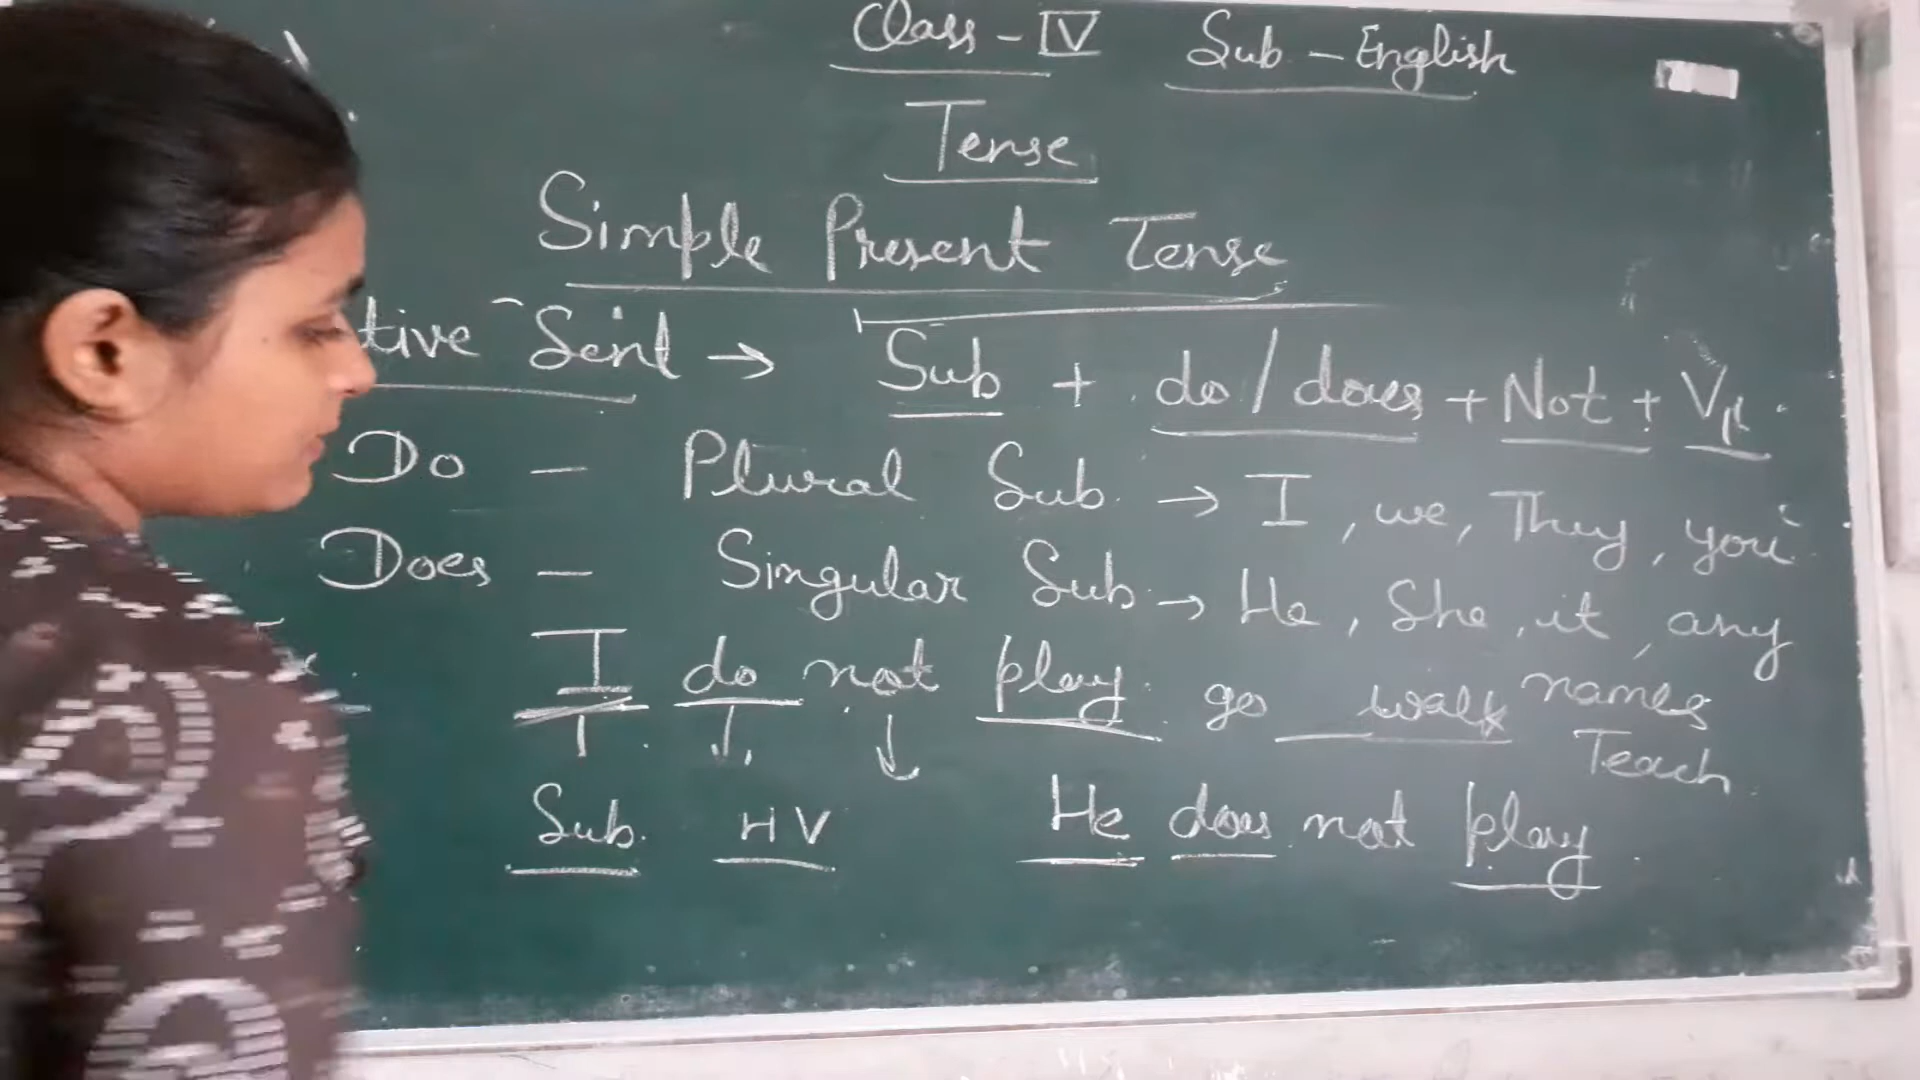 Class - IV Sub - English
Tense
Simple Present Tense
tive Sent → Sub + do / does + Not + V1
Do - Plural Sub. → I, we, They, you
Does - Singular Sub. → He, She, it, any
names
I do not play. go walk
Teach
Sub. HV He does not play.